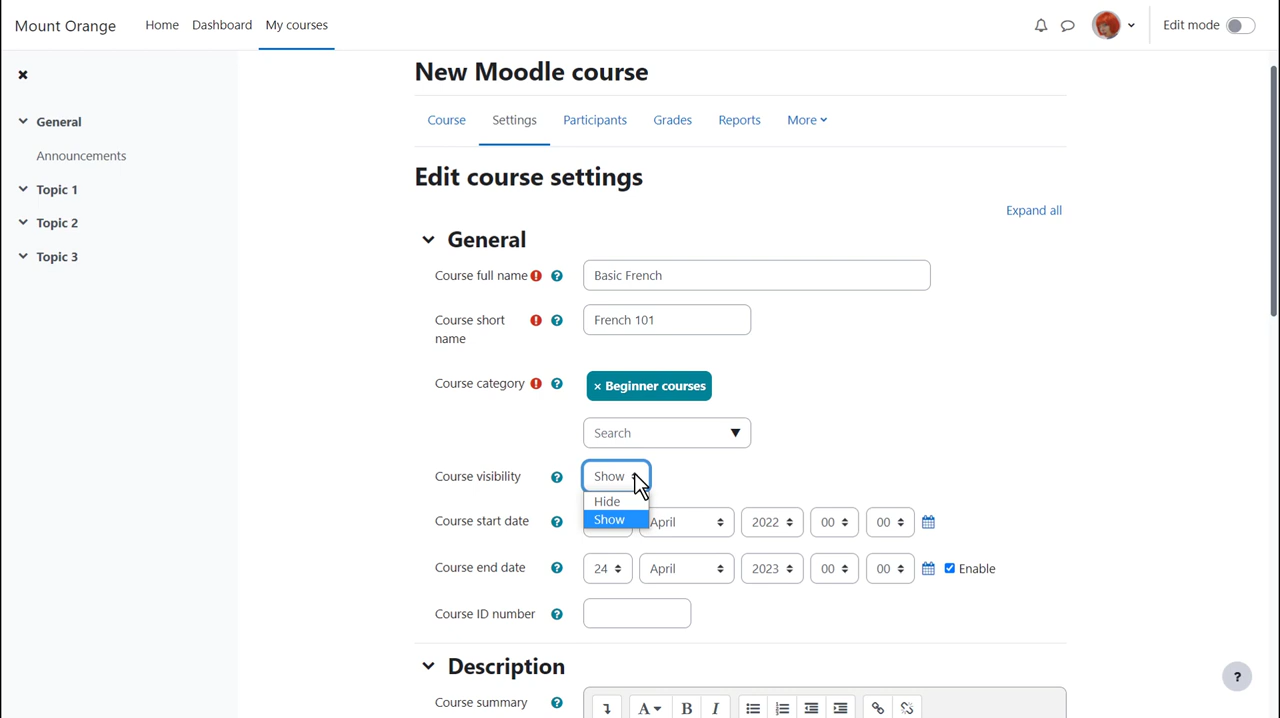 Mount Orange Home Dashboard My courses Edit mode
New Moodle course
General
Announcements
Topic 1
Topic 2
Topic 3
Course Settings Participants Grades Reports More
Edit course settings
Expand all
General
Course full name Basic French
Course short name French 101
Course category × Beginner courses
Search
Course visibility Show
Hide
Show
Course start date April 2022 00 00
Course end date 24 April 2023 00 00 Enable
Course ID number
Description
Course summary A B I
?